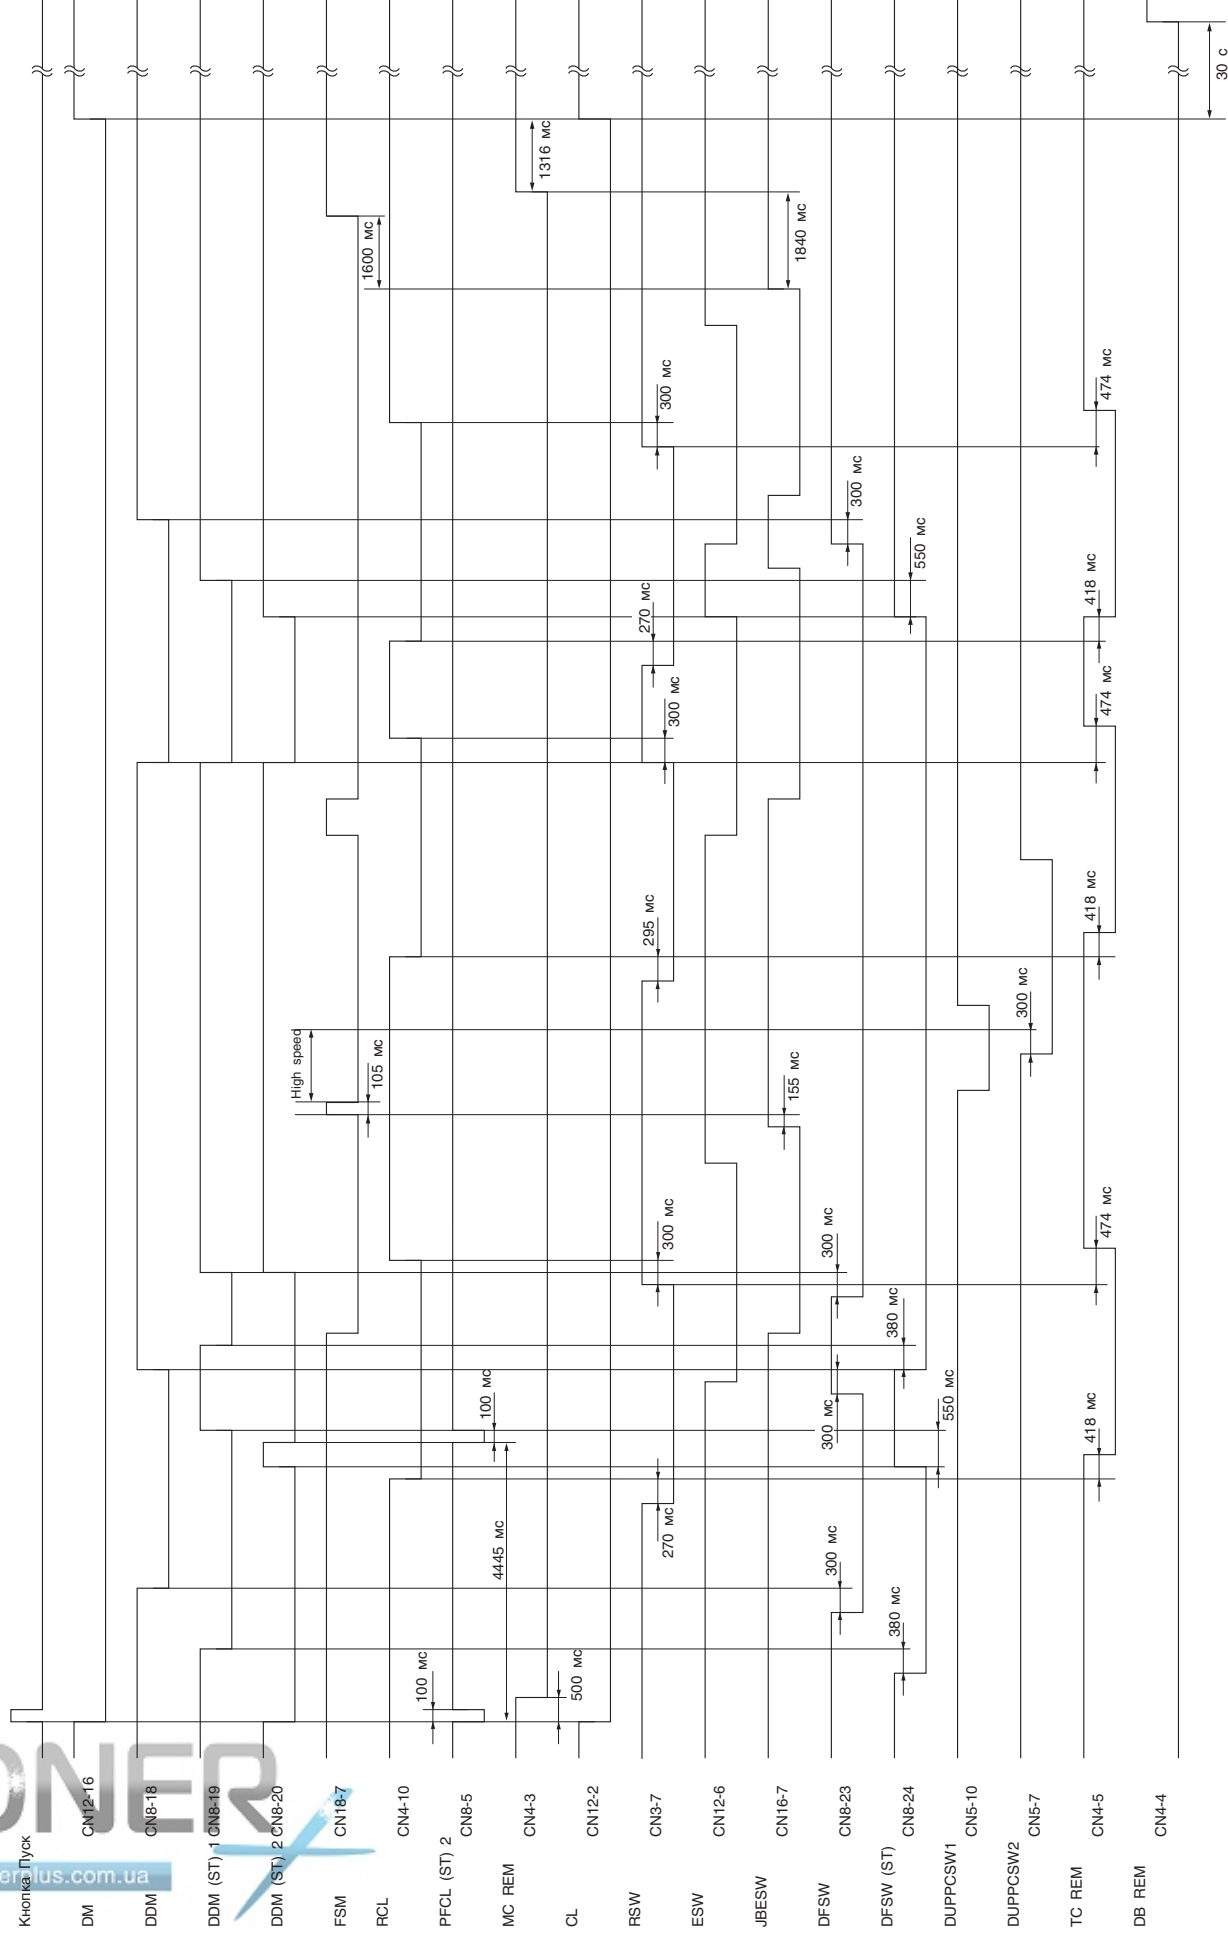 Кнопка Пуск
DM CN12-16
DDM CN8-18
DDM (ST) 1 CN8-19
DDM (ST) 2 CN8-20
FSM CN18-7
RCL CN4-10
PFCL (ST) 2 CN8-5
MC REM CN4-3
CL CN12-2
RSW CN3-7
ESW CN12-6
JBESW CN16-7
DFSW CN8-23
DFSW (ST) CN8-24
DUPPCSW1 CN5-10
DUPPCSW2 CN5-7
TC REM CN4-5
DB REM CN4-4
High speed
105 мс
1600 мс
100 мс
4445 мс
100 мс
1316 мс
500 мс
270 мс
300 мс
295 мс
300 мс
270 мс
300 мс
155 мс
1840 мс
300 мс
300 мс
300 мс
300 мс
380 мс
380 мс
550 мс
550 мс
300 мс
418 мс
474 мс
418 мс
474 мс
418 мс
474 мс
30 с
ONER
erplus.com.ua